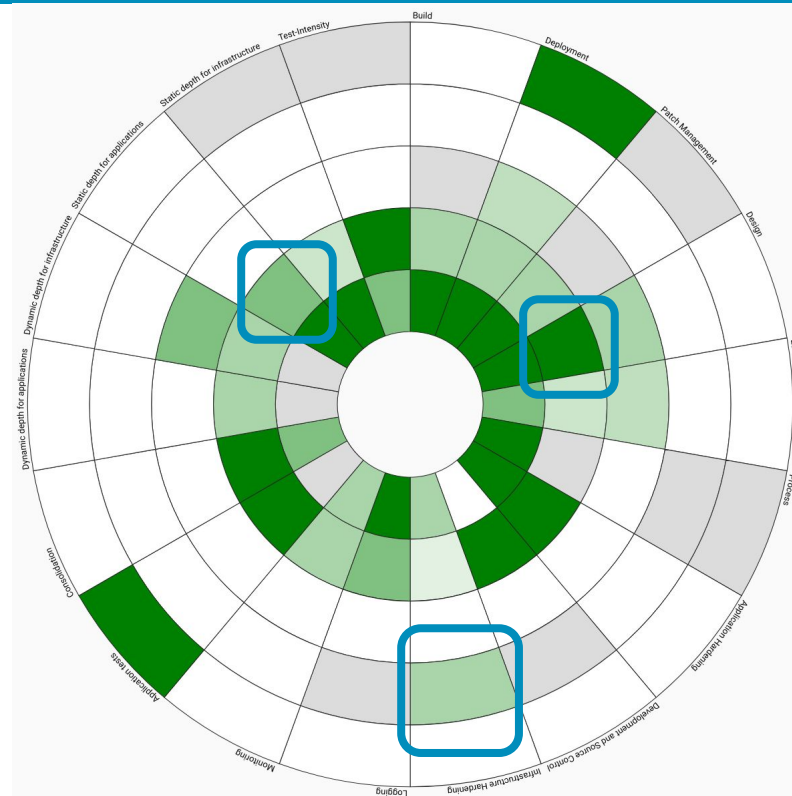 Build
Deployment
Patch Management
Design
Process
Application Hardening
Development and Source Control
Infrastructure Hardening
Logging
Monitoring
Application tests
Consolidation
Dynamic depth for applications
Dynamic depth for infrastructure
Static depth for applications
Static depth for infrastructure
Test-Intensity